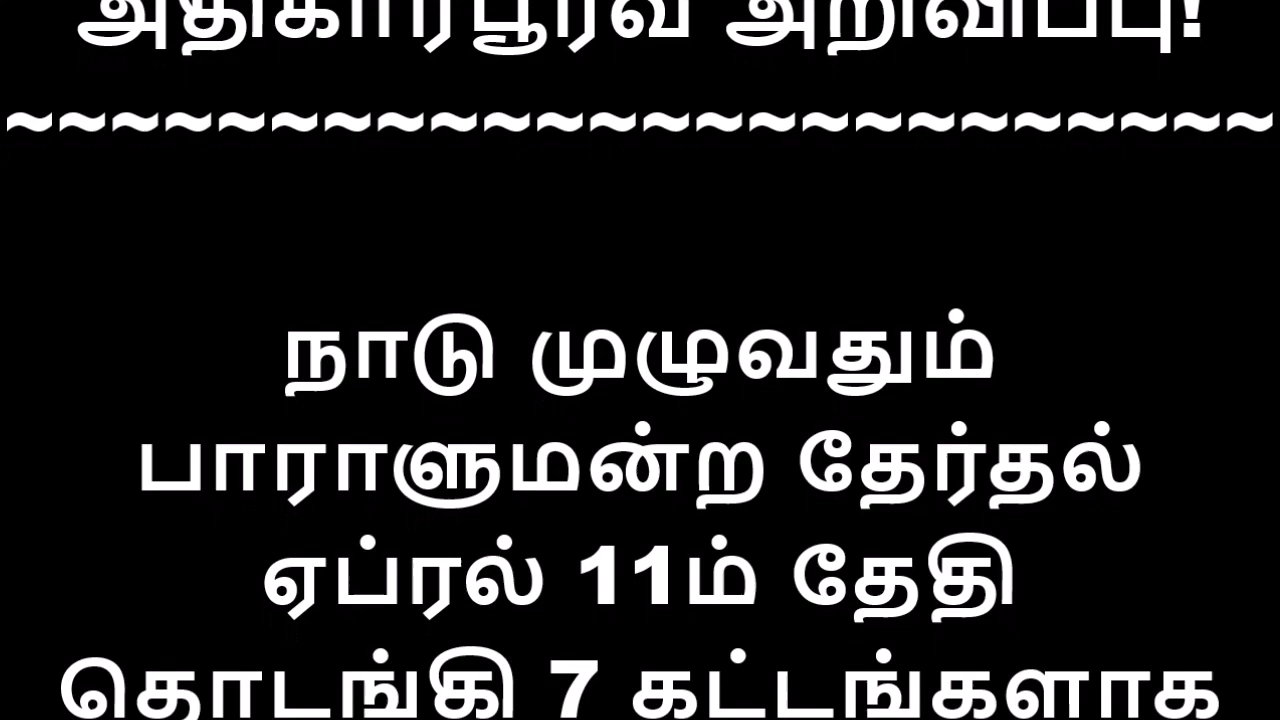 அதிகாரபூர்வ அறிவிப்பு!
~~~~~~~~~~~~~~~~~~~~~~~~
நாடு முழுவதும்
பாராளுமன்ற தேர்தல்
ஏப்ரல் 11ம் தேதி
தொடங்கி 7 கட்டங்களாக